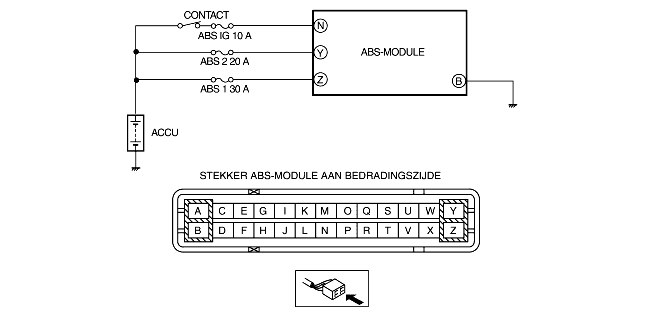 CONTACT
ABS IG 10 A
N
ABS 2 20 A
Y
ABS-MODULE
ABS 1 30 A
Z
B
ACCU
STEKKER ABS-MODULE AAN BEDRADINGSZIJDE
A C E G I K M O Q S U W Y
B D F H J L N P R T V X Z